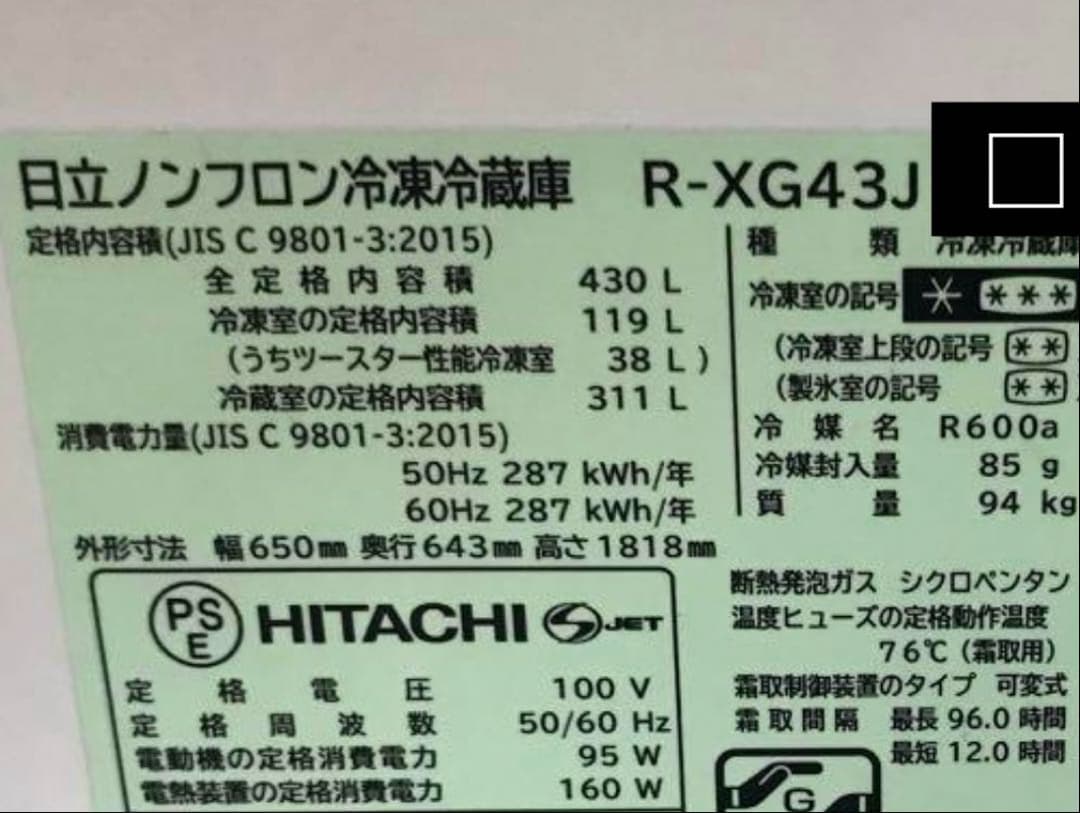 日立ノンフロン冷凍冷蔵庫 R-XG43J
定格内容積(JIS C 9801-3:2015)
全定格内容積 430 L
冷凍室の定格内容積 119 L
(うちツースター性能冷凍室 38 L)
冷蔵室の定格内容積 311 L
消費電力量(JIS C 9801-3:2015)
50Hz 287 kWh/年
60Hz 287 kWh/年
外形寸法 幅650㎜ 奥行643㎜ 高さ1818㎜
種類 冷凍冷蔵庫
冷凍室の記号 * ***
(冷凍室上段の記号 **
(製氷室の記号 **
冷媒名 R600a
冷媒封入量 85 g
質量 94 kg
PS
E
HITACHI S JET
定格電圧 100 V
定格周波数 50/60 Hz
電動機の定格消費電力 95 W
電熱装置の定格消費電力 160 W
断熱発泡ガス シクロペンタン
温度ヒューズの定格動作温度
76℃(霜取用)
霜取制御装置のタイプ 可変式
霜取間隔 最長 96.0 時間
最短 12.0 時間
G